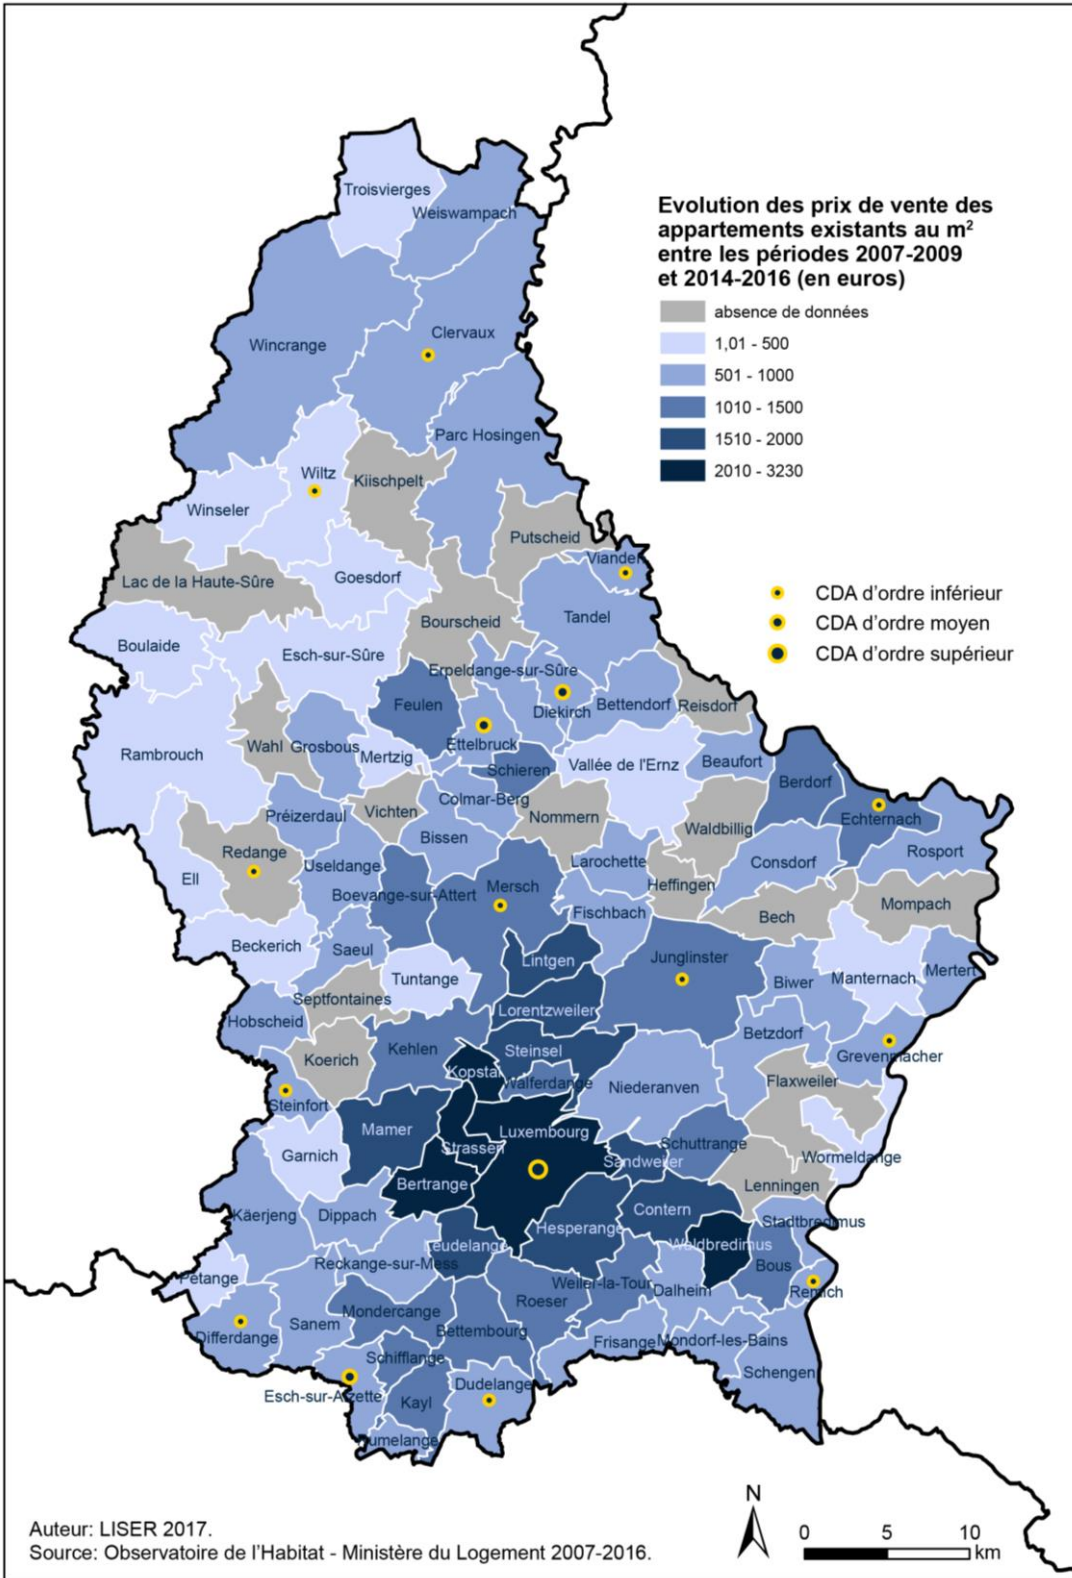 Troisvierges
Weiswampach
Evolution des prix de vente des
appartements existants au m²
entre les périodes 2007-2009
et 2014-2016 (en euros)
absence de données
1,01 - 500
501 - 1000
1010 - 1500
1510 - 2000
2010 - 3230
Clervaux
Wincrange
Parc Hosingen
Wiltz
Kiischpelt
Winseler
Putscheid
Vianden
Lac de la Haute-Sûre
Goesdorf
CDA d'ordre inférieur
CDA d'ordre moyen
CDA d'ordre supérieur
Bourscheid
Tandel
Boulaide
Esch-sur-Sûre
Erpeldange-sur-Sûre
Feulen
Diekirch
Bettendorf
Reisdorf
Rambrouch
Wahl
Grosbous
Mertzig
Ettelbruck
Schieren
Vallée de l'Ernz
Beaufort
Berdorf
Préizerdaul
Vichten
Colmar-Berg
Nommern
Waldbillig
Echternach
Redange
Useldange
Bissen
Larochette
Consdorf
Rosport
Ell
Boevange-sur-Attert
Mersch
Heffingen
Fischbach
Bech
Mompach
Beckerich
Saeul
Tuntange
Lintgen
Junglinster
Biwer
Manternach
Mertert
Septfontaines
Hobscheid
Lorentzweiler
Betzdorf
Koerich
Kehlen
Steinsel
Grevenmacher
Kopstal
Walferdange
Niederanven
Flaxweiler
Steinfort
Mamer
Luxembourg
Strassen
Schuttrange
Garnich
Sandweiler
Wormeldange
Bertrange
Lenningen
Käerjeng
Dippach
Hesperange
Contern
Stadtbredimus
Leudelange
Waldbredimus
Reckange-sur-Mess
Bous
Pétange
Weiler-la-Tour
Dalheim
Remich
Roeser
Mondercange
Differdange
Sanem
Bettembourg
Frisange
Mondorf-les-Bains
Schifflange
Schengen
Esch-sur-Alzette
Dudelange
Kayl
Rumelange
N
0 5 10
km
Auteur: LISER 2017.
Source: Observatoire de l'Habitat - Ministère du Logement 2007-2016.